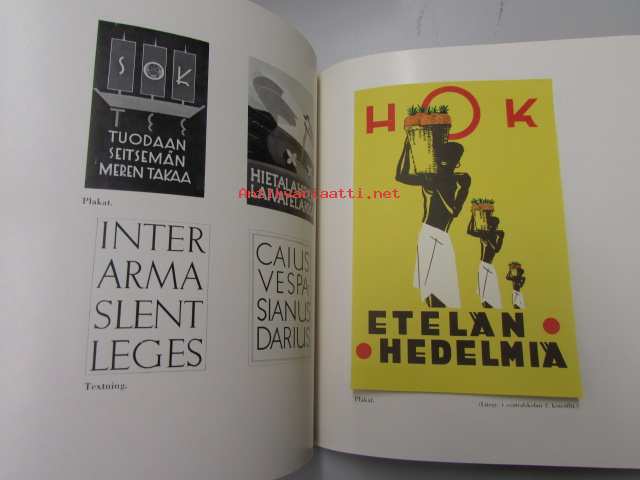 SOK
T
TUODAAN
SEITSEMÄN
MEREN TAKAA
Plakat.
HIETALAHDEN
LAIVATELAKKA
INTER
ARMA
SLENT
LEGES
Textning.
CAIUS
VESPA-
SIANUS
DARIUS
Antikvariaatti.net
HOK
ETELÄN
HEDELMIÄ
Plakat.